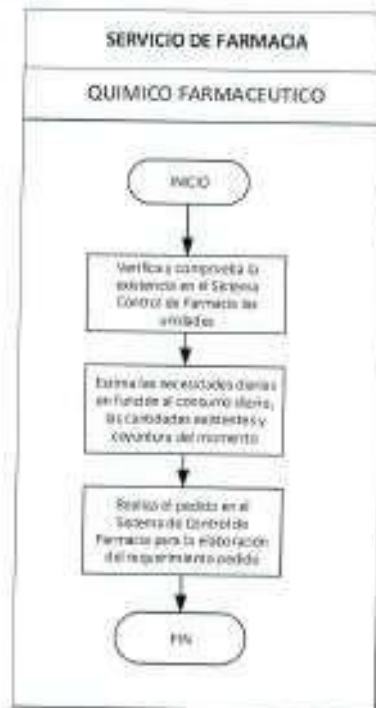 SERVICIO DE FARMACIA
QUIMICO FARMACEUTICO
INICIO
Verifica y comprueba la
existencia en el Sistema
Control de Farmacia las
unidades
Estima las necesidades diarias
en función al consumo diario,
las cantidades existentes y
coyuntura del momento
Realiza el pedido en el
Sistema de Control de
Farmacia para la elaboración
del requerimiento pedido
FIN